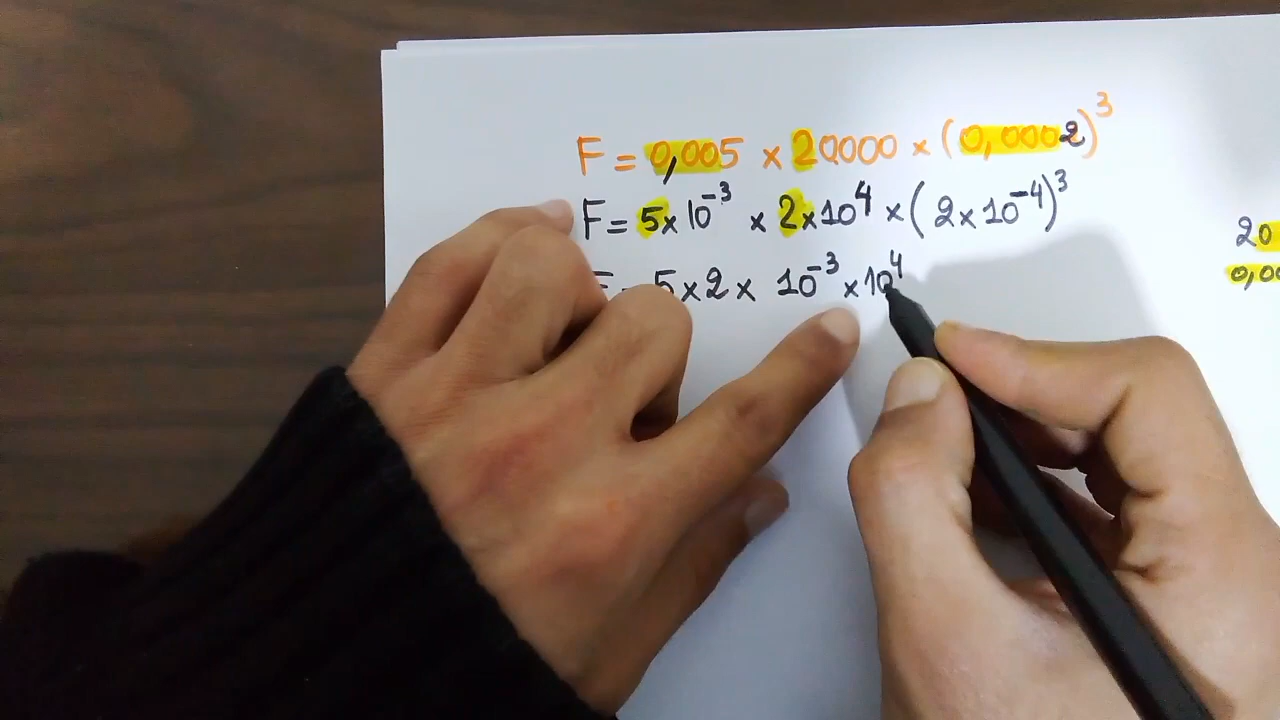 F = 0,005 × 20000 × (0,0002)³
F = 5 × 10⁻³ × 2 × 10⁴ × (2 × 10⁻⁴)³
20
F = 5 × 2 × 10⁻³ × 10⁴
0,00